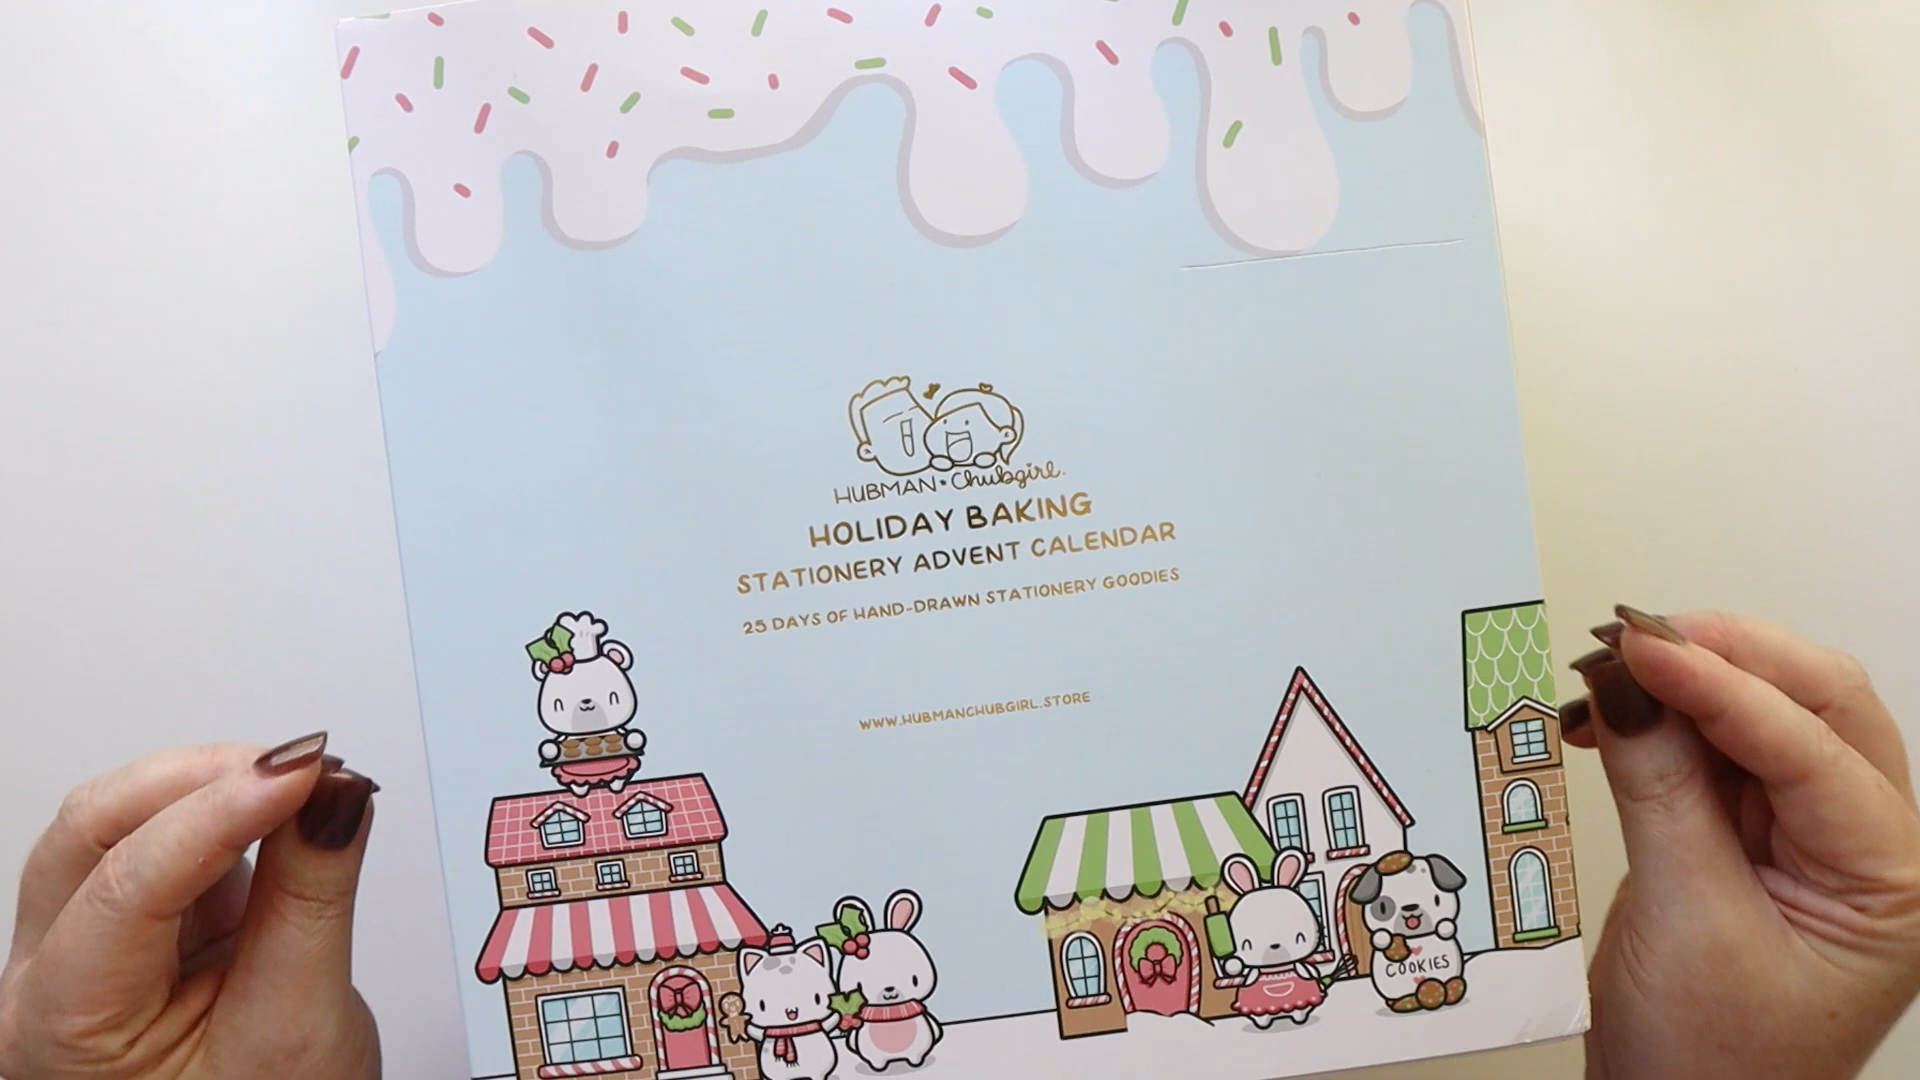 HUBMAN • Chubgirl.
HOLIDAY BAKING
STATIONERY ADVENT CALENDAR
25 DAYS OF HAND-DRAWN STATIONERY GOODIES
WWW.HUBMANCHUBGIRL.STORE
COOKIES